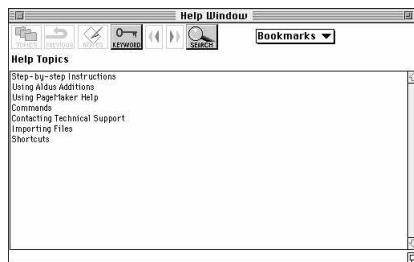 Help Window
TOPICS PREVIOUS NOTES KEYWORD SEARCH Bookmarks
Help Topics
Step-by-step Instructions
Using Aldus Additions
Using PageMaker Help
Commands
Contacting Technical Support
Importing Files
Shortcuts